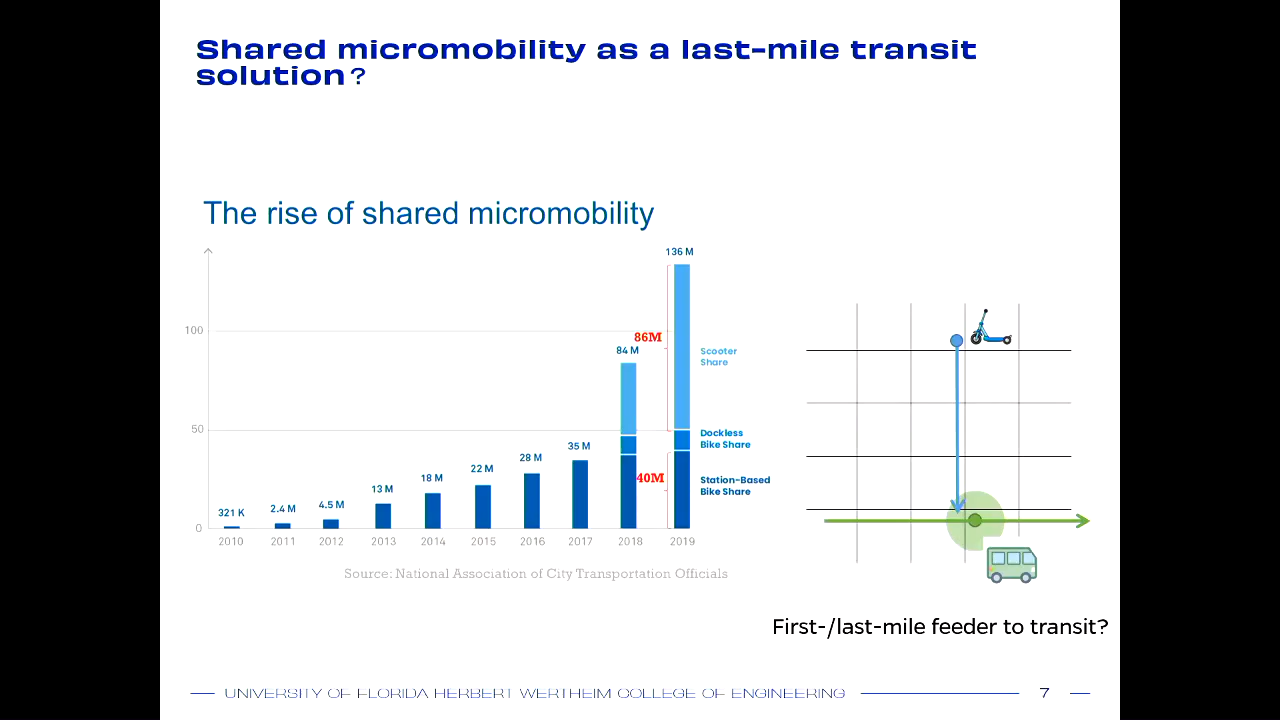 Shared micromobility as a last-mile transit
solution?
The rise of shared micromobility
136 M
100
86M
84 M
Scooter
Share
50
35 M
Dockless
Bike Share
28 M
22 M
18 M
40M
Station-Based
Bike Share
13 M
4.5 M
2.4 M
321 K
0
2010 2011 2012 2013 2014 2015 2016 2017 2018 2019
Source: National Association of City Transportation Officials
First-/last-mile feeder to transit?
UNIVERSITY OF FLORIDA HERBERT WERTHEIM COLLEGE OF ENGINEERING 7